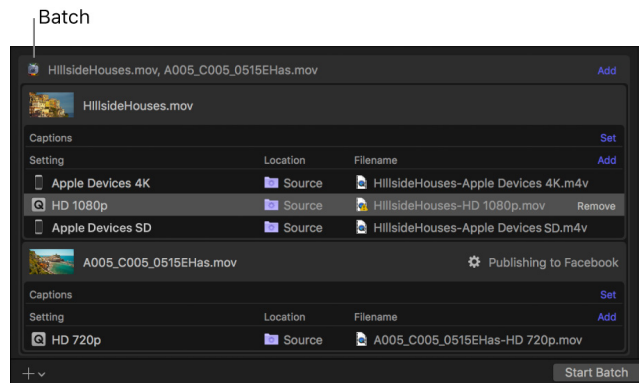 Batch
HIllsideHouses.mov, A005_C005_0515EHas.mov Add
HIllsideHouses.mov
Captions Set
Setting Location Filename Add
Apple Devices 4K Source HIllsideHouses-Apple Devices 4K.m4v
HD 1080p Source HIllsideHouses-HD 1080p.mov Remove
Apple Devices SD Source HIllsideHouses-Apple Devices SD.m4v
A005_C005_0515EHas.mov Publishing to Facebook
Captions Set
Setting Location Filename Add
HD 720p Source A005_C005_0515EHas-HD 720p.mov
Start Batch